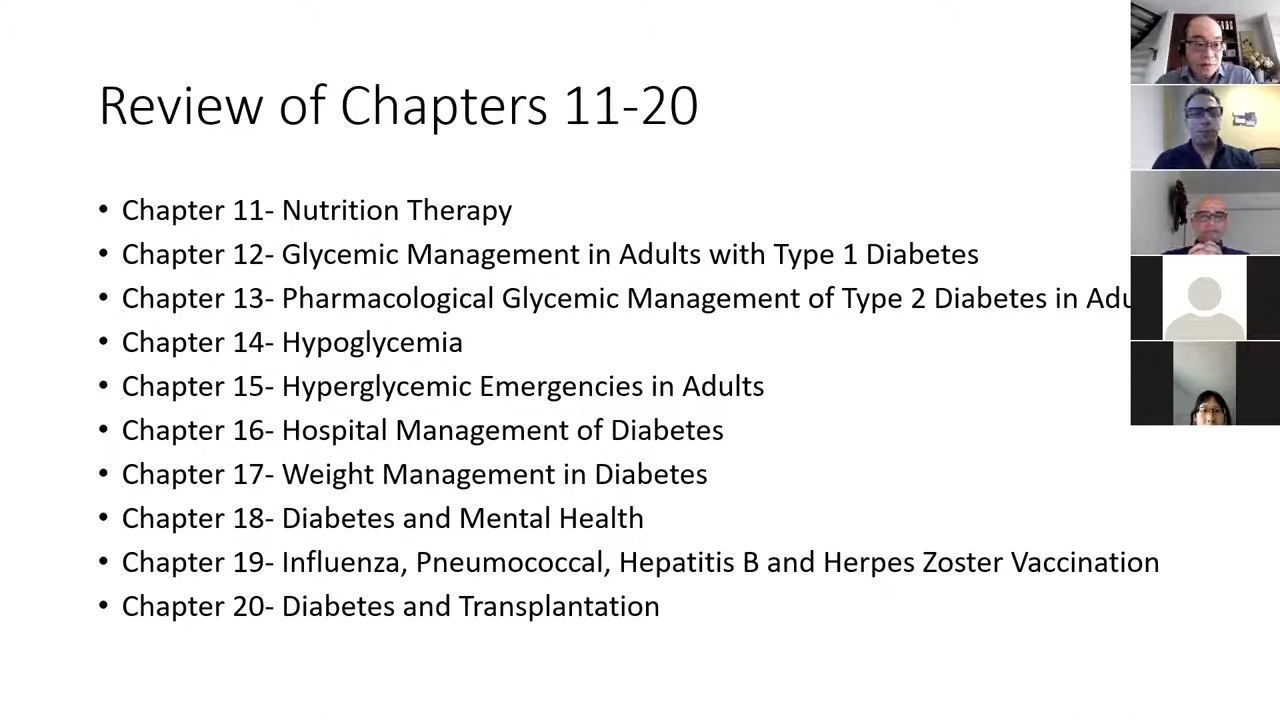 Review of Chapters 11-20
• Chapter 11- Nutrition Therapy
• Chapter 12- Glycemic Management in Adults with Type 1 Diabetes
• Chapter 13- Pharmacological Glycemic Management of Type 2 Diabetes in Adu
• Chapter 14- Hypoglycemia
• Chapter 15- Hyperglycemic Emergencies in Adults
• Chapter 16- Hospital Management of Diabetes
• Chapter 17- Weight Management in Diabetes
• Chapter 18- Diabetes and Mental Health
• Chapter 19- Influenza, Pneumococcal, Hepatitis B and Herpes Zoster Vaccination
• Chapter 20- Diabetes and Transplantation